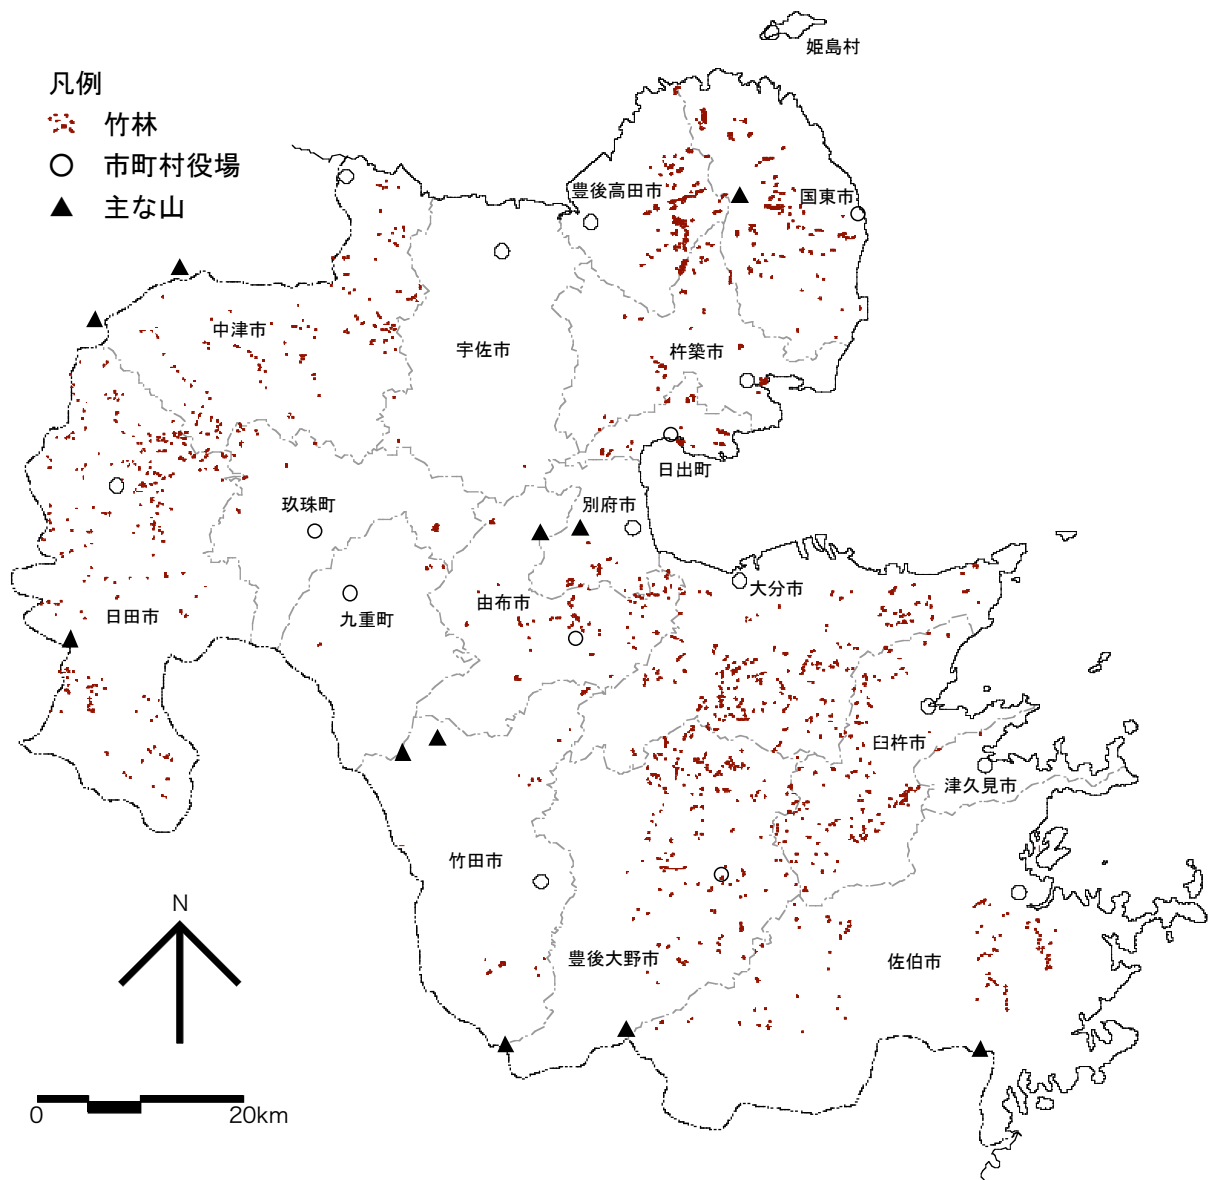 姫島村
凡例
竹林
市町村役場
主な山
豊後高田市
国東市
中津市
宇佐市
杵築市
日出町
玖珠町
別府市
大分市
由布市
日田市
九重町
臼杵市
津久見市
竹田市
豊後大野市
佐伯市
N
0
20km